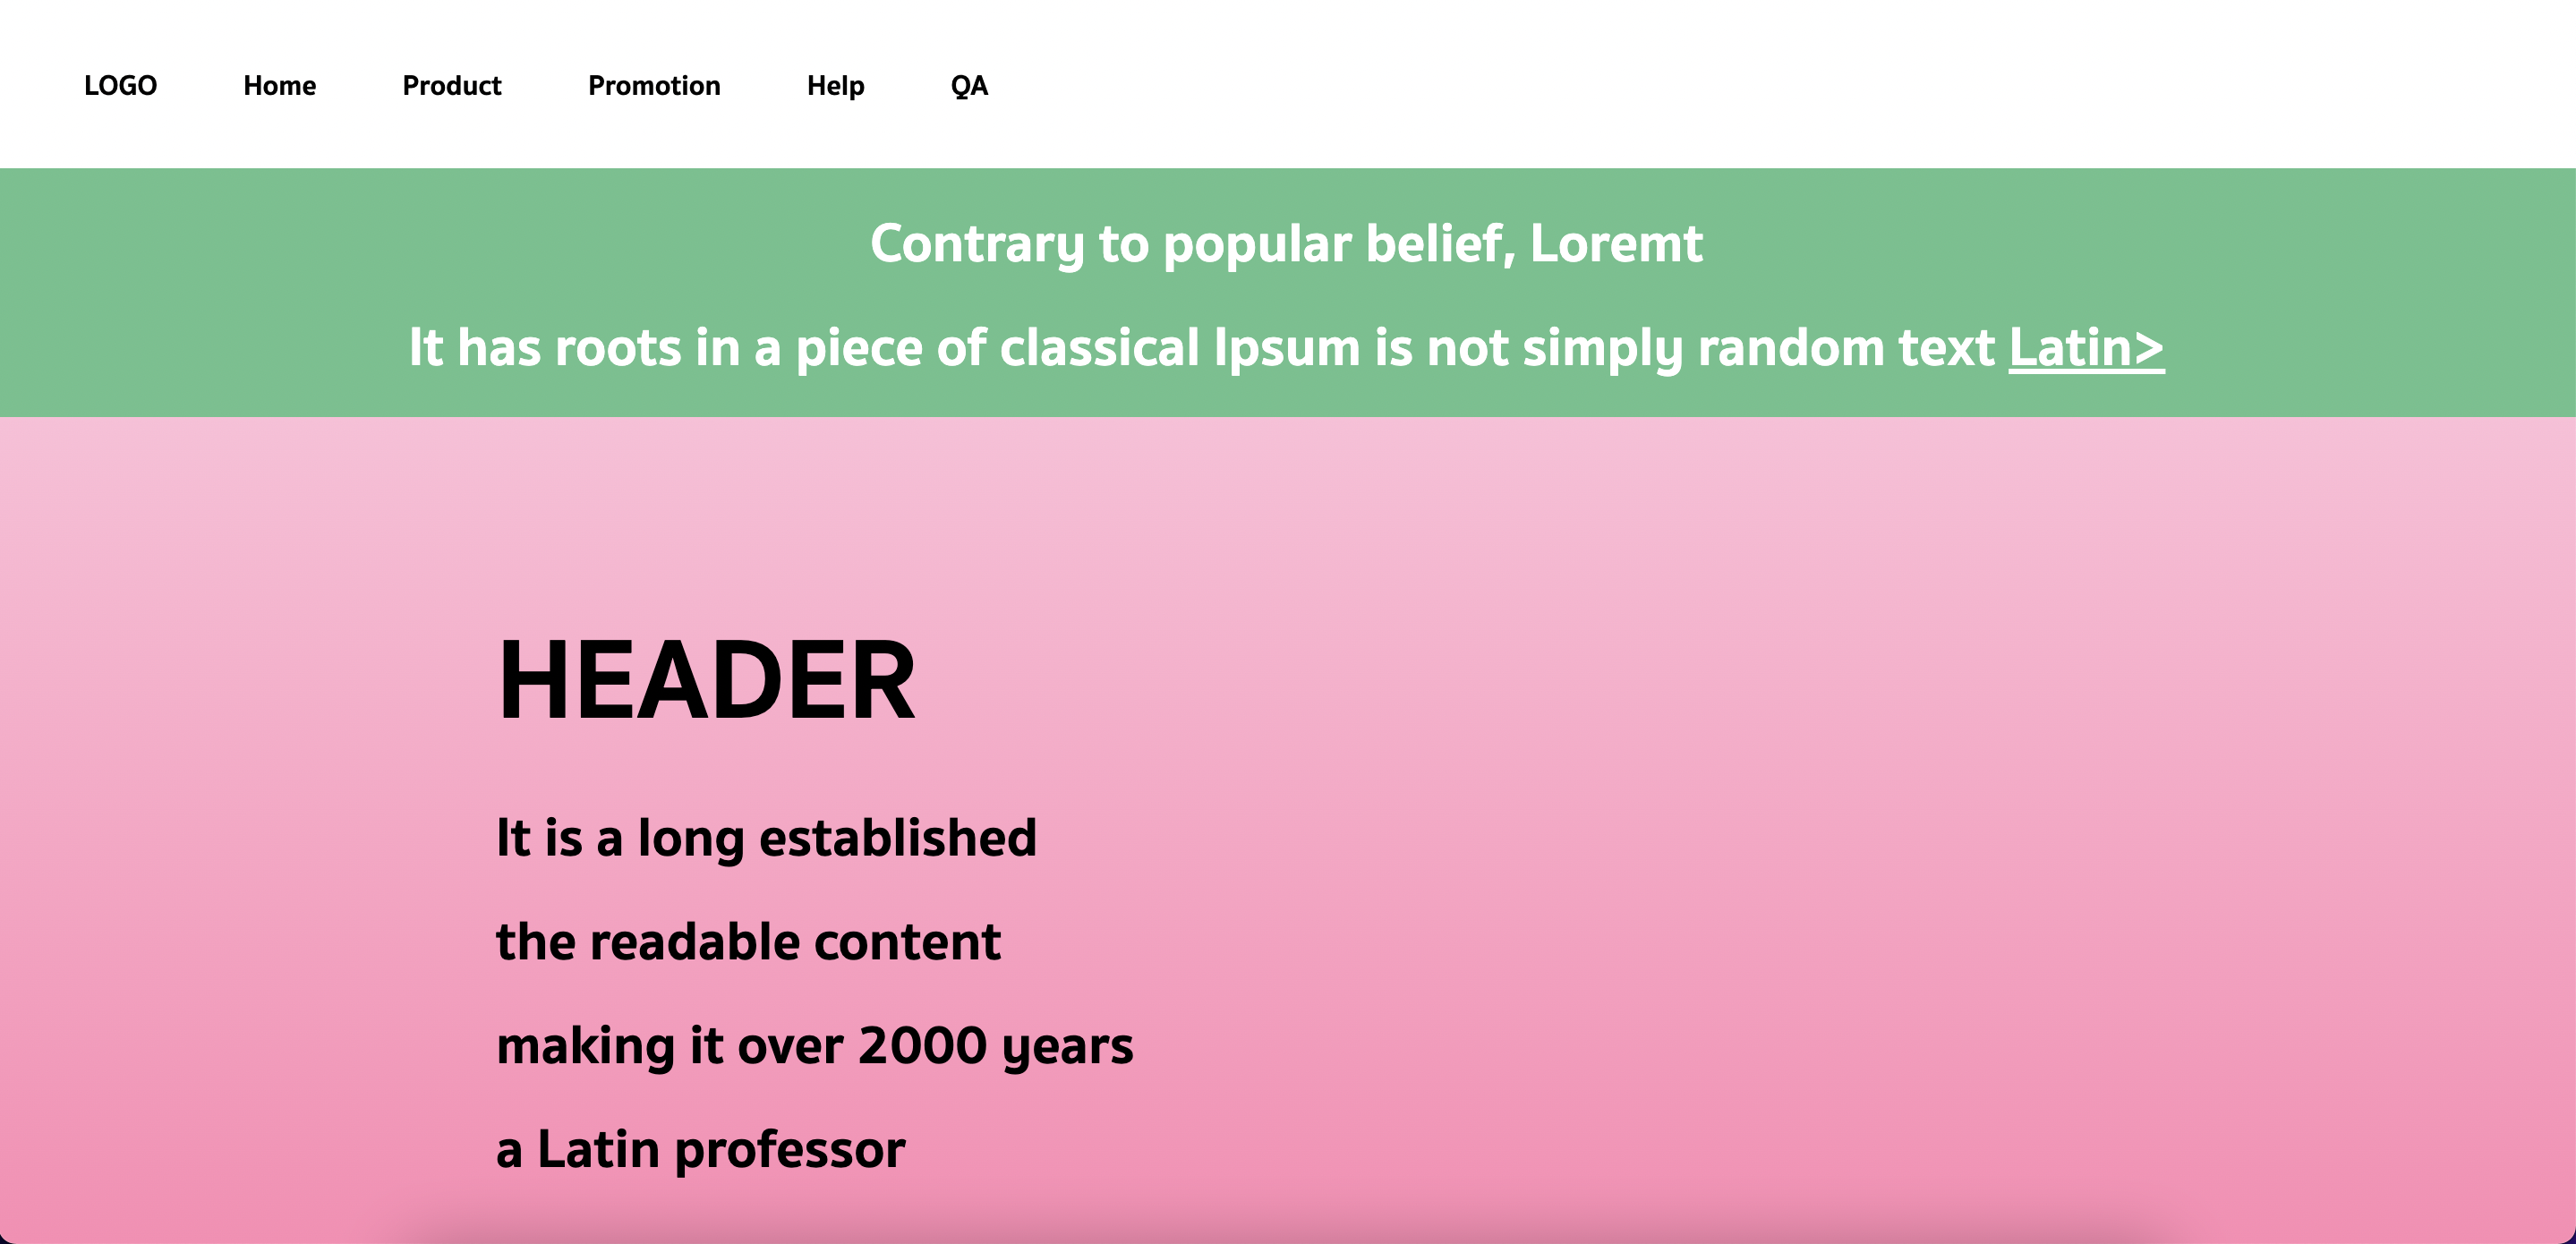 LOGO Home Product Promotion Help QA
Contrary to popular belief, Loremt
It has roots in a piece of classical Ipsum is not simply random text Latin>
HEADER
It is a long established
the readable content
making it over 2000 years
a Latin professor